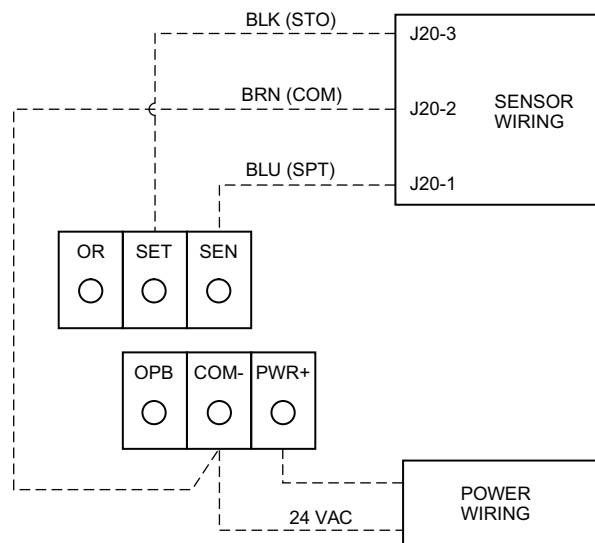 BLK (STO)
J20-3
BRN (COM)
J20-2
SENSOR
WIRING
BLU (SPT)
J20-1
OR
SET
SEN
OPB
COM-
PWR+
24 VAC
POWER
WIRING